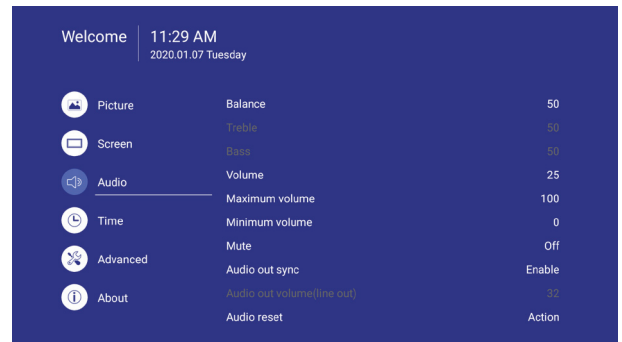 Welcome
11:29 AM
2020.01.07 Tuesday
Picture
Screen
Audio
Time
Advanced
About
Balance 50
Treble 50
Bass 50
Volume 25
Maximum volume 100
Minimum volume 0
Mute Off
Audio out sync Enable
Audio out volume(line out) 32
Audio reset Action